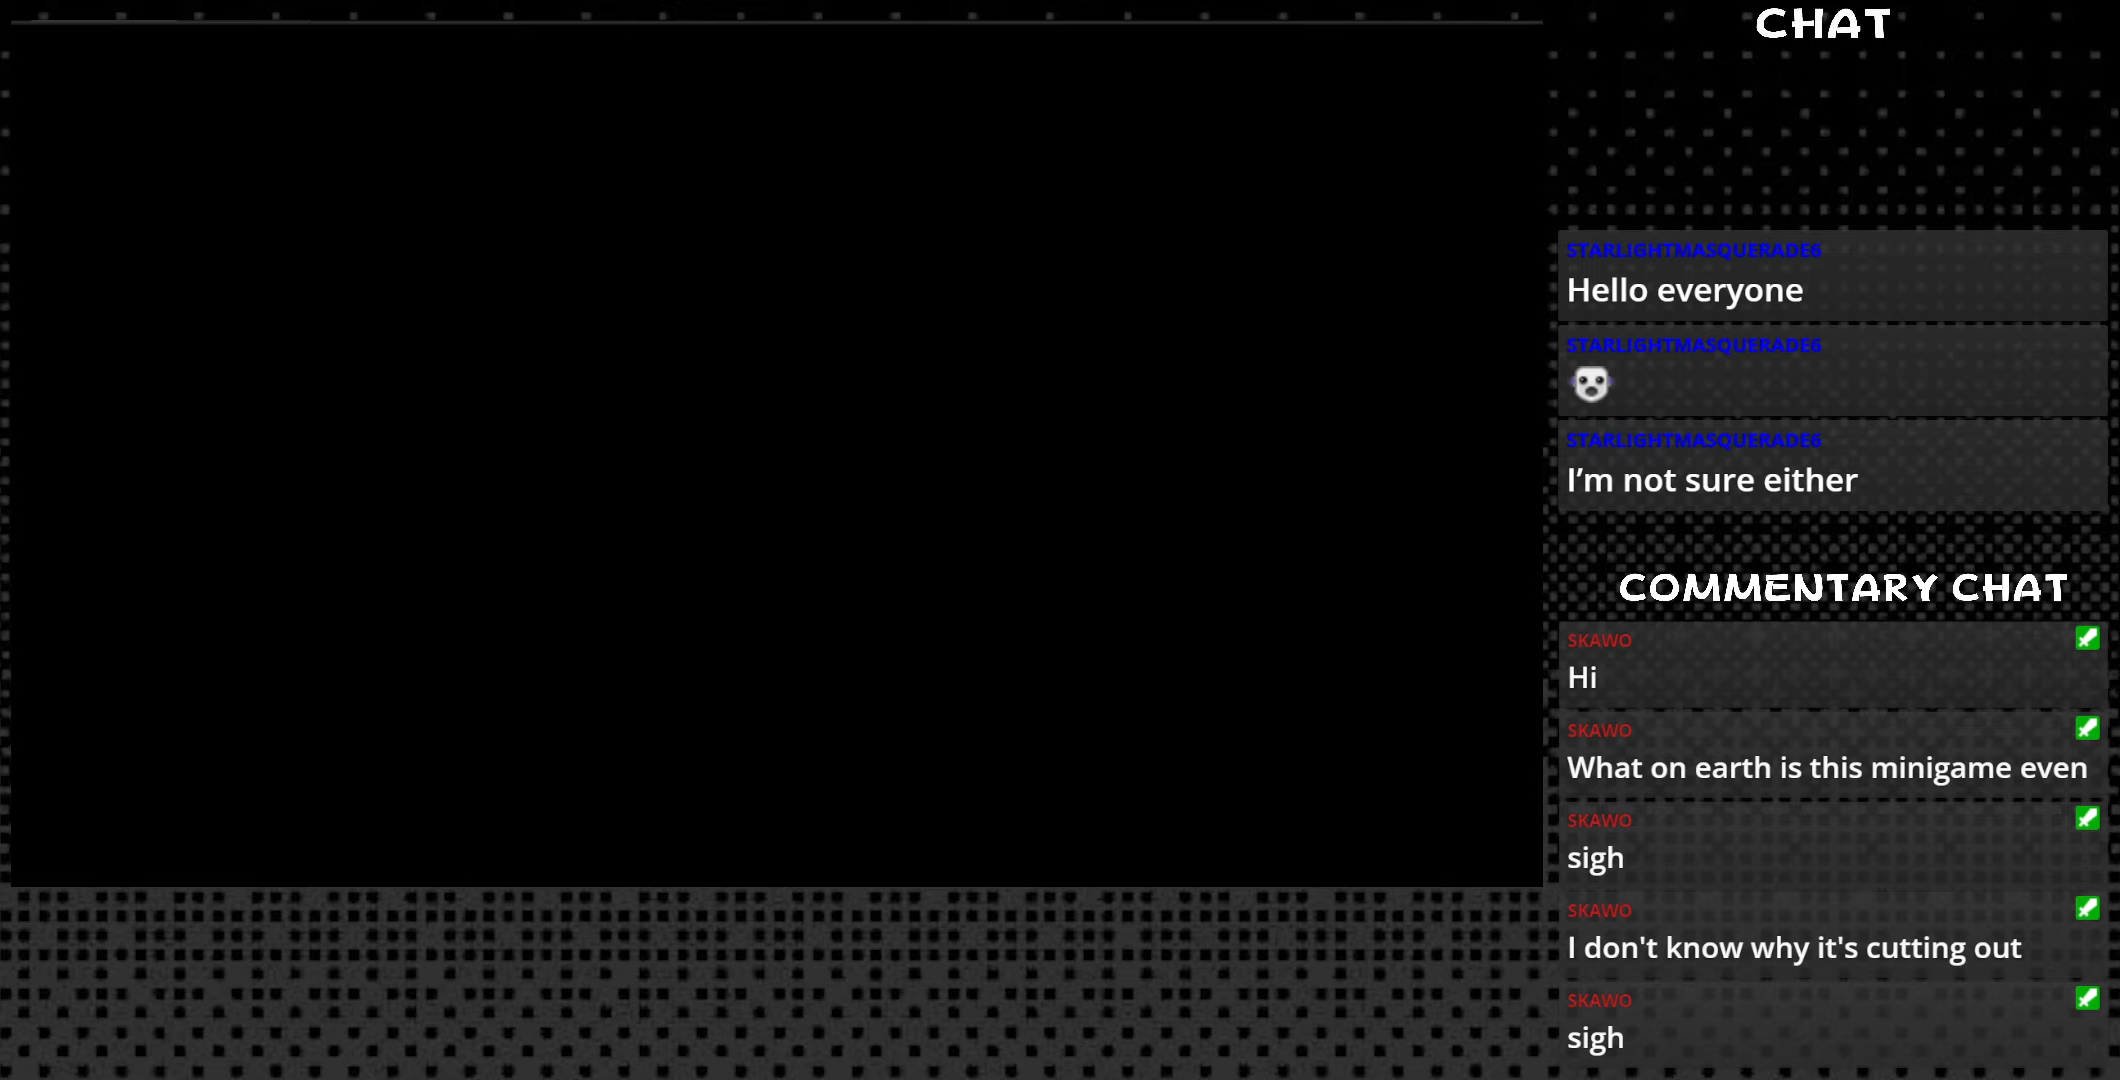 CHAT
STARLIGHTMASQUERADE6
Hello everyone
STARLIGHTMASQUERADE6
STARLIGHTMASQUERADE6
I’m not sure either
COMMENTARY CHAT
SKAWO
Hi
SKAWO
What on earth is this minigame even
SKAWO
sigh
SKAWO
I don't know why it's cutting out
SKAWO
sigh